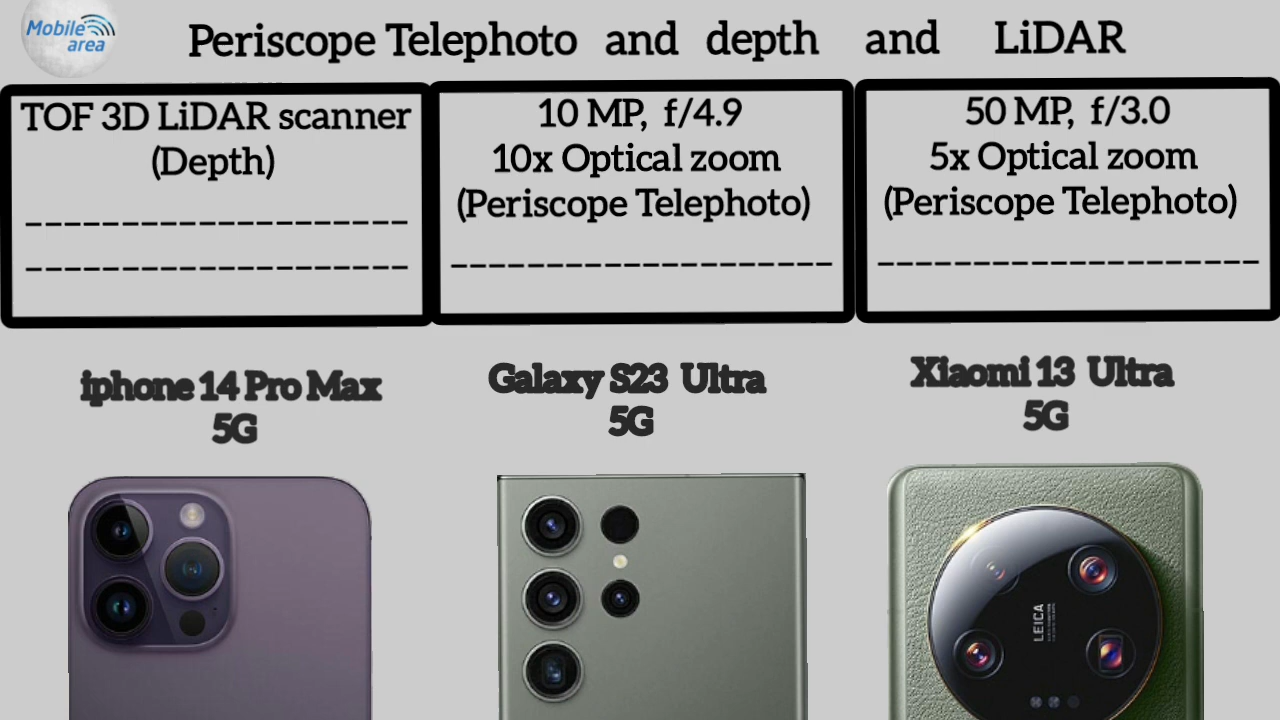 Mobile
area
Periscope Telephoto and depth and LiDAR
TOF 3D LiDAR scanner
(Depth)
10 MP, f/4.9
10x Optical zoom
(Periscope Telephoto)
50 MP, f/3.0
5x Optical zoom
(Periscope Telephoto)
iphone 14 Pro Max
5G
Galaxy S23 Ultra
5G
Xiaomi 13 Ultra
5G
LEICA